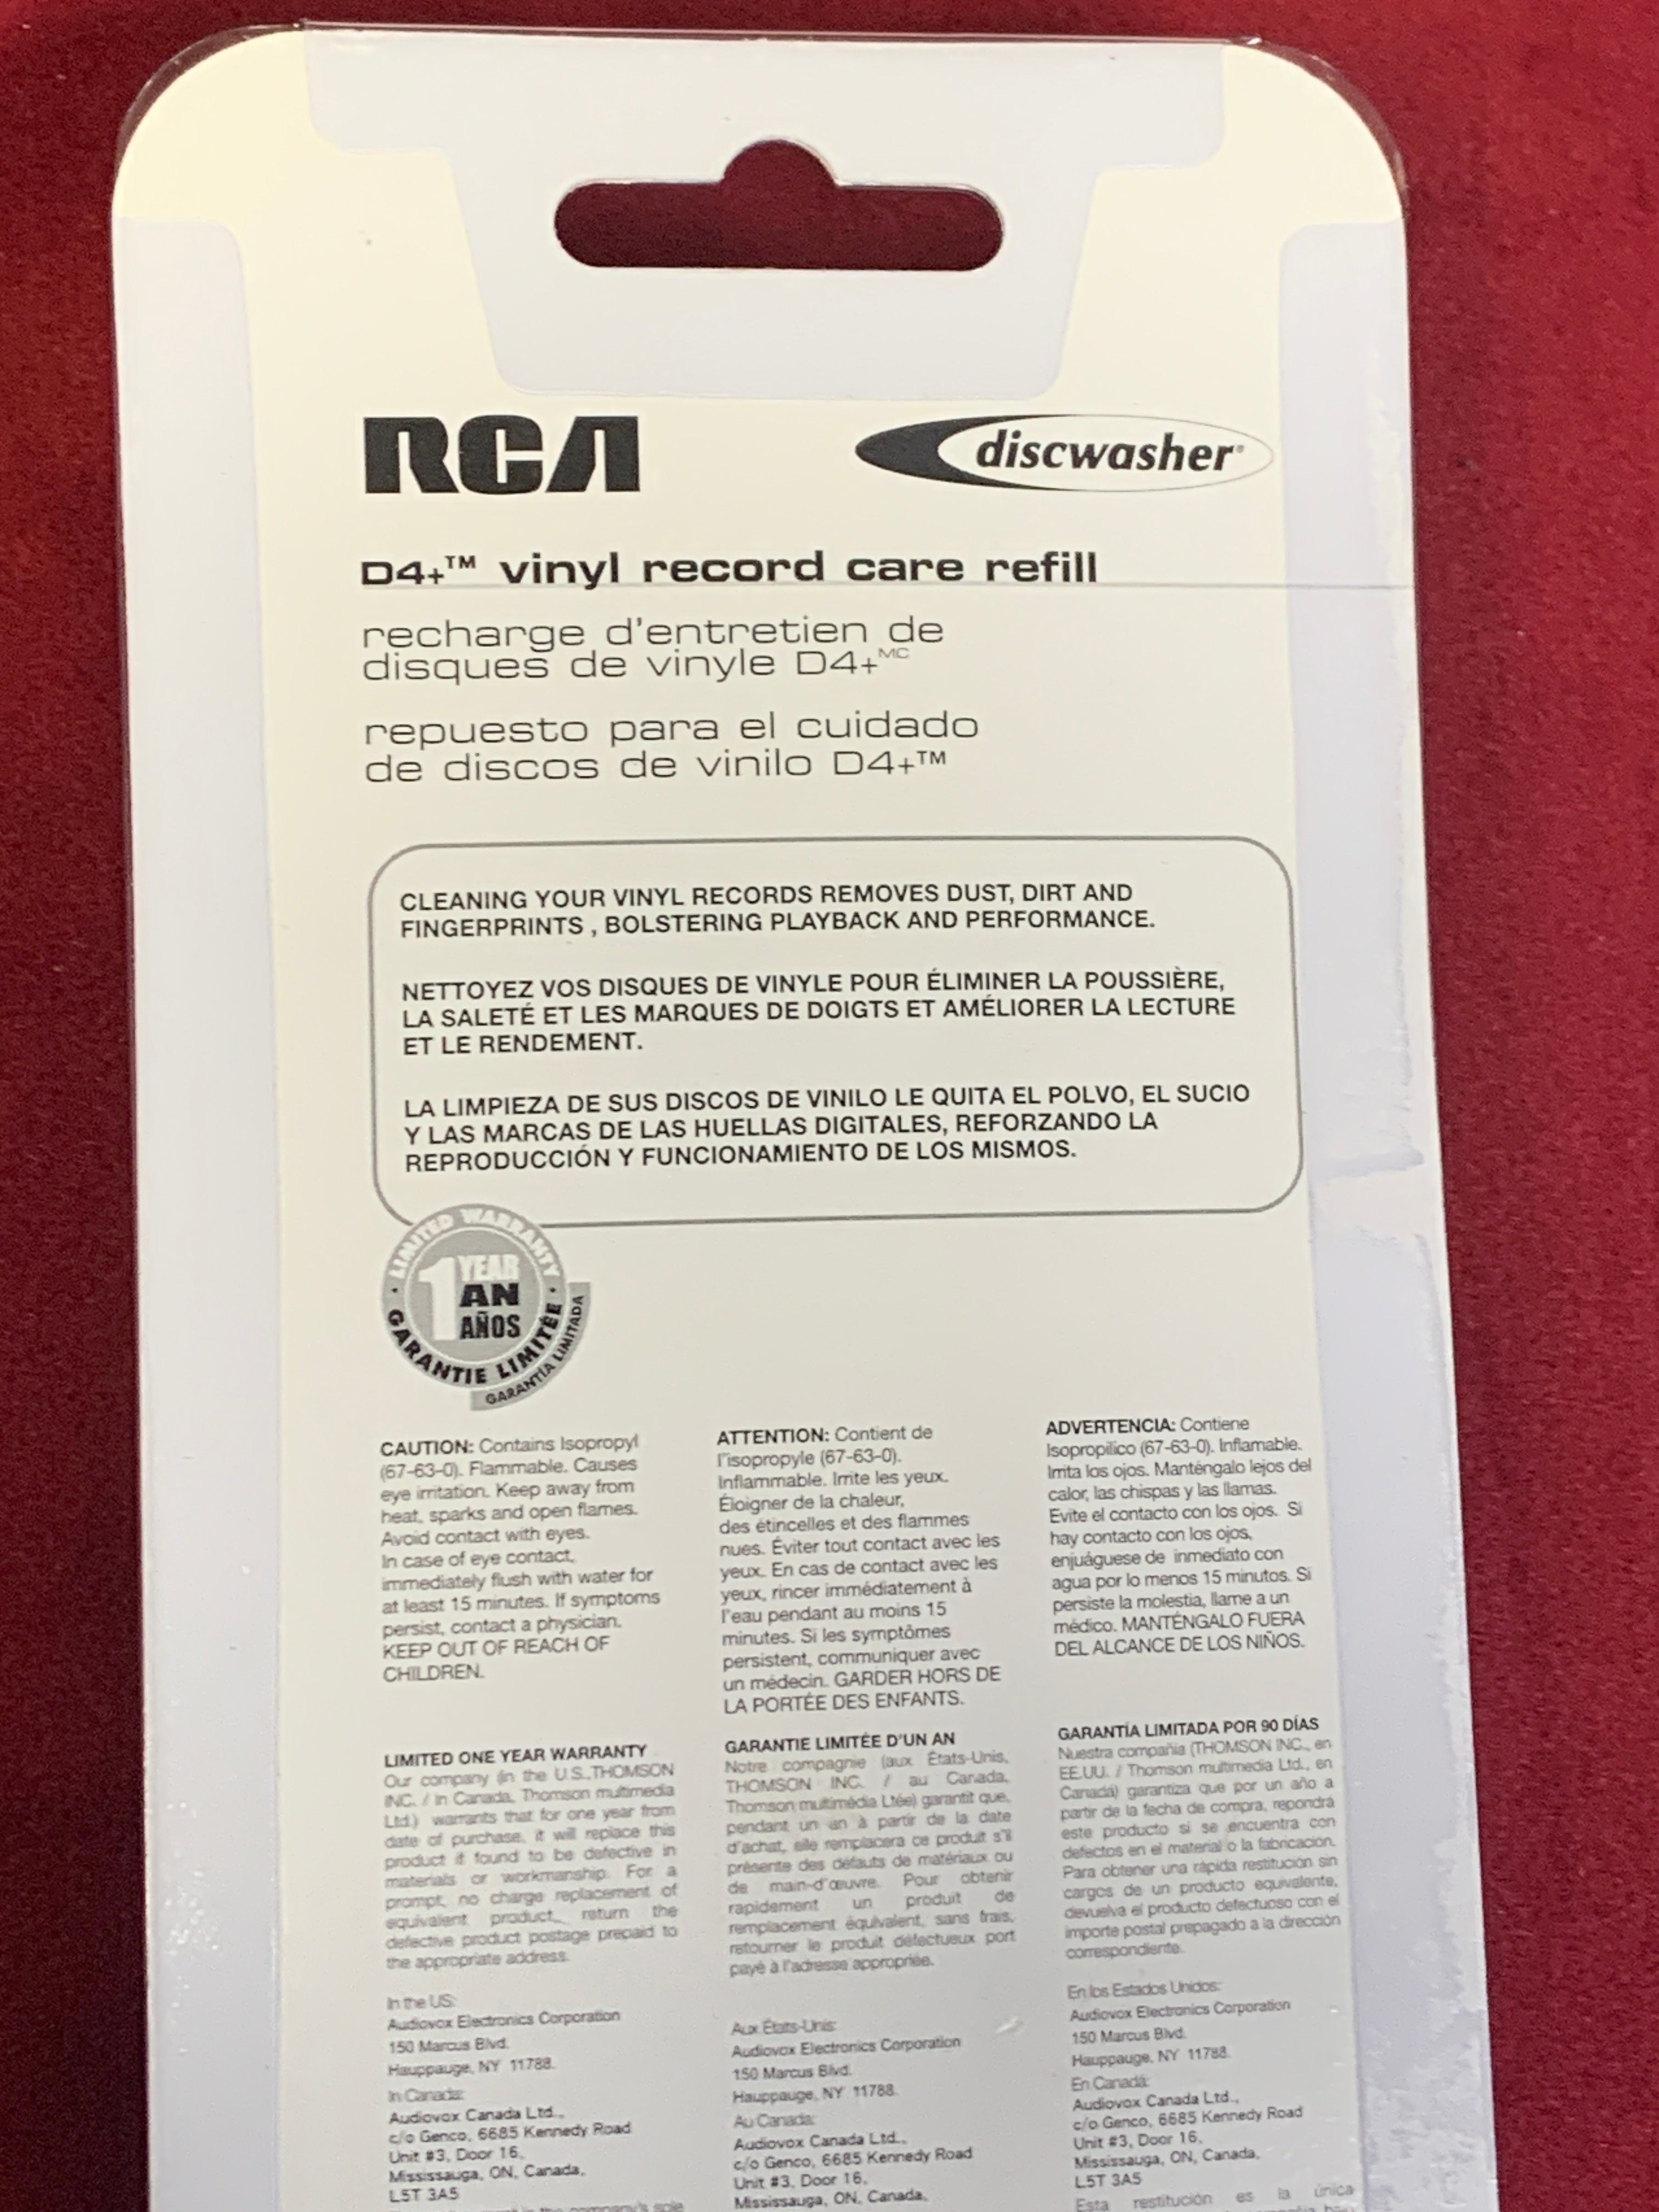 RCA
discwasher®
D4+™ vinyl record care refill
recharge d'entretien de
disques de vinyle D4+MC
repuesto para el cuidado
de discos de vinilo D4+™
CLEANING YOUR VINYL RECORDS REMOVES DUST, DIRT AND
FINGERPRINTS , BOLSTERING PLAYBACK AND PERFORMANCE.
NETTOYEZ VOS DISQUES DE VINYLE POUR ÉLIMINER LA POUSSIÈRE,
LA SALETÉ ET LES MARQUES DE DOIGTS ET AMÉLIORER LA LECTURE
ET LE RENDEMENT.
LA LIMPIEZA DE SUS DISCOS DE VINILO LE QUITA EL POLVO, EL SUCIO
Y LAS MARCAS DE LAS HUELLAS DIGITALES, REFORZANDO LA
REPRODUCCIÓN Y FUNCIONAMIENTO DE LOS MISMOS.
• LIMITED WARRANTY •
1 YEAR
AN
AÑOS
GARANTIE LIMITÉE
GARANTÍA LIMITADA
CAUTION: Contains Isopropyl
(67-63-0). Flammable. Causes
eye irritation. Keep away from
heat, sparks and open flames.
Avoid contact with eyes.
In case of eye contact,
immediately flush with water for
at least 15 minutes. If symptoms
persist, contact a physician.
KEEP OUT OF REACH OF
CHILDREN.
ATTENTION: Contient de
l'isopropyle (67-63-0).
Inflammable. Irrite les yeux.
Éloigner de la chaleur,
des étincelles et des flammes
nues. Éviter tout contact avec les
yeux. En cas de contact avec les
yeux, rincer immédiatement à
l'eau pendant au moins 15
minutes. Si les symptômes
persistent, communiquer avec
un médecin. GARDER HORS DE
LA PORTÉE DES ENFANTS.
ADVERTENCIA: Contiene
Isopropilico (67-63-0). Inflamable.
Irrita los ojos. Manténgalo lejos del
calor, las chispas y las llamas.
Evite el contacto con los ojos. Si
hay contacto con los ojos,
enjuáguese de inmediato con
agua por lo menos 15 minutos. Si
persiste la molestia, llame a un
médico. MANTÉNGALO FUERA
DEL ALCANCE DE LOS NIÑOS.
LIMITED ONE YEAR WARRANTY
Our company (in the U.S.,THOMSON
INC. / in Canada, Thomson multimedia
Ltd.) warrants that for one year from
date of purchase, it will replace this
product if found to be defective in
materials or workmanship. For a
prompt, no charge replacement of
equivalent product, return the
defective product postage prepaid to
the appropriate address.
In the US:
Audiovox Electronics Corporation
150 Marcus Blvd.
Hauppauge, NY 11788.
In Canada:
Audiovox Canada Ltd.,
c/o Genco, 6685 Kennedy Road
Unit #3, Door 16,
Mississauga, ON, Canada,
L5T 3A5
company's sole
GARANTIE LIMITÉE D'UN AN
Notre compagnie (aux États-Unis,
THOMSON INC. / au Canada,
Thomson multimédia Ltée) garantit que,
pendant un an à partir de la date
d'achat, elle remplacera ce produit s'il
présente des défauts de matériaux ou
de main-d'œuvre. Pour obtenir
rapidement un produit de
remplacement équivalent, sans frais,
retourner le produit défectueux port
payé à l'adresse appropriée.
Aux États-Unis:
Audiovox Electronics Corporation
150 Marcus Blvd.
Hauppauge, NY 11788.
Au Canada:
Audiovox Canada Ltd.,
c/o Genco, 6685 Kennedy Road
Unit #3, Door 16,
Mississauga, ON, Canada,
GARANTÍA LIMITADA POR 90 DÍAS
Nuestra compañía (THOMSON INC., en
EE.UU. / Thomson multimedia Ltd., en
Canadá) garantiza que por un año a
partir de la fecha de compra, repondrá
este producto si se encuentra con
defectos en el material o la fabricación.
Para obtener una rápida restitución sin
cargos de un producto equivalente,
devuelva el producto defectuoso con el
importe postal prepagado a la dirección
correspondiente.
En los Estados Unidos:
Audiovox Electronics Corporation
150 Marcus Blvd.
Hauppauge, NY 11788
En Canadá:
Audiovox Canada Ltd.,
c/o Genco, 6685 Kennedy Road
Unit #3, Door 16,
Mississauga, ON, Canada,
L5T 3A5
Esta restitución es la única